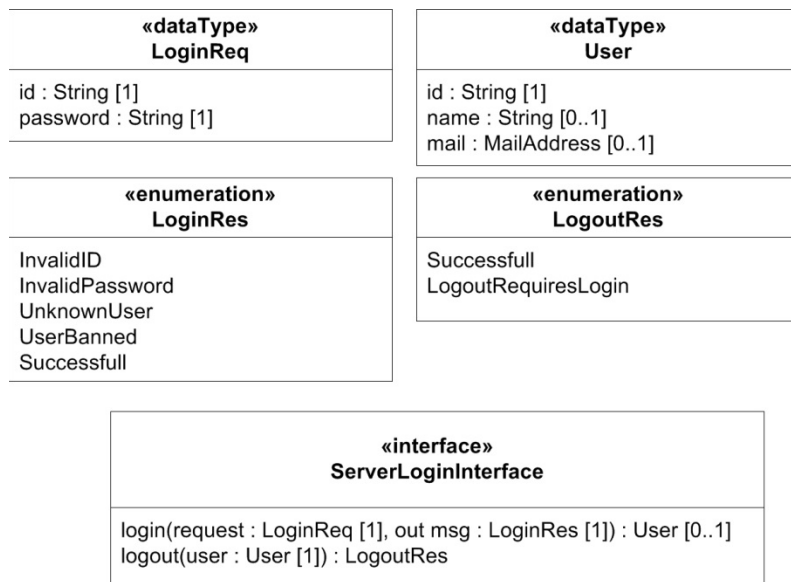 «dataType»
LoginReq
id : String [1]
password : String [1]
«dataType»
User
id : String [1]
name : String [0..1]
mail : MailAddress [0..1]
«enumeration»
LoginRes
InvalidID
InvalidPassword
UnknownUser
UserBanned
Successfull
«enumeration»
LogoutRes
Successfull
LogoutRequiresLogin
«interface»
ServerLoginInterface
login(request : LoginReq [1], out msg : LoginRes [1]) : User [0..1]
logout(user : User [1]) : LogoutRes